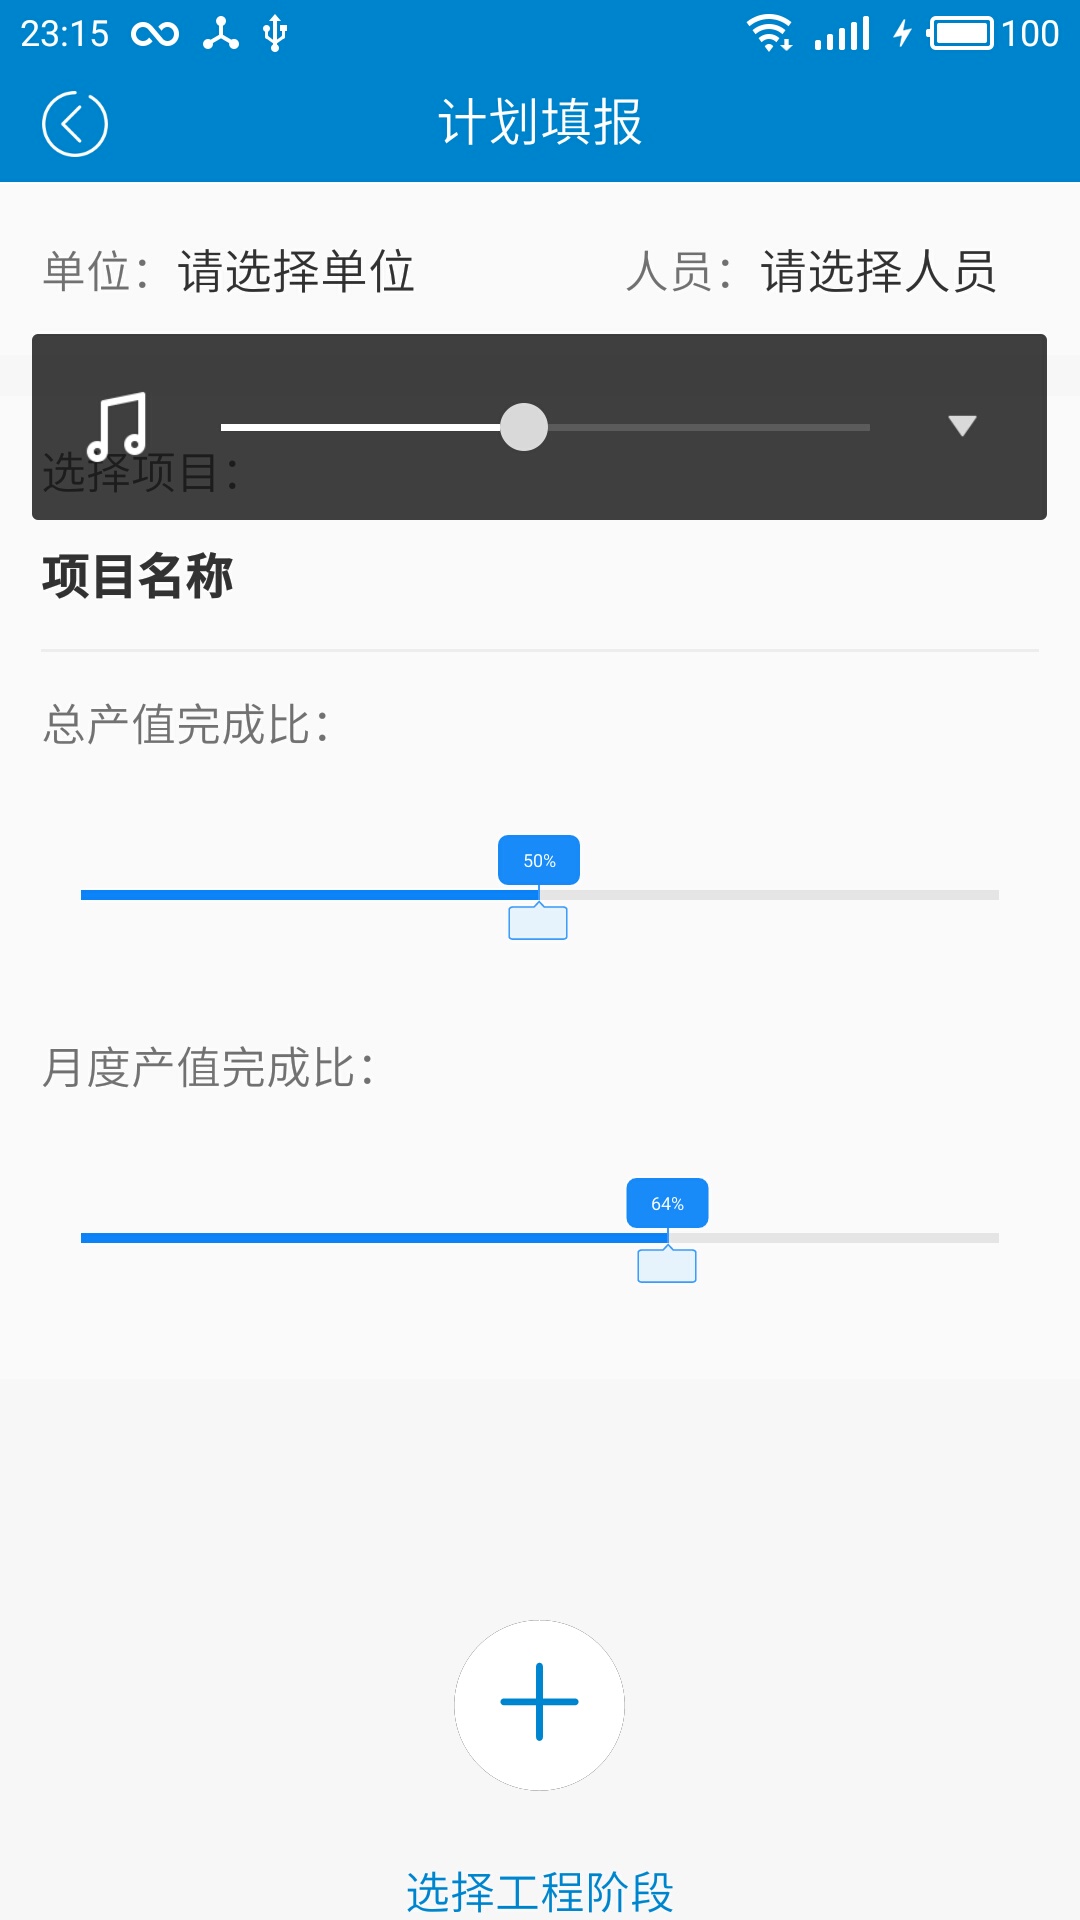 23:15 100
计划填报
单位：请选择单位 人员：请选择人员
选择项目：
项目名称
总产值完成比：
50%
月度产值完成比：
64%
选择工程阶段